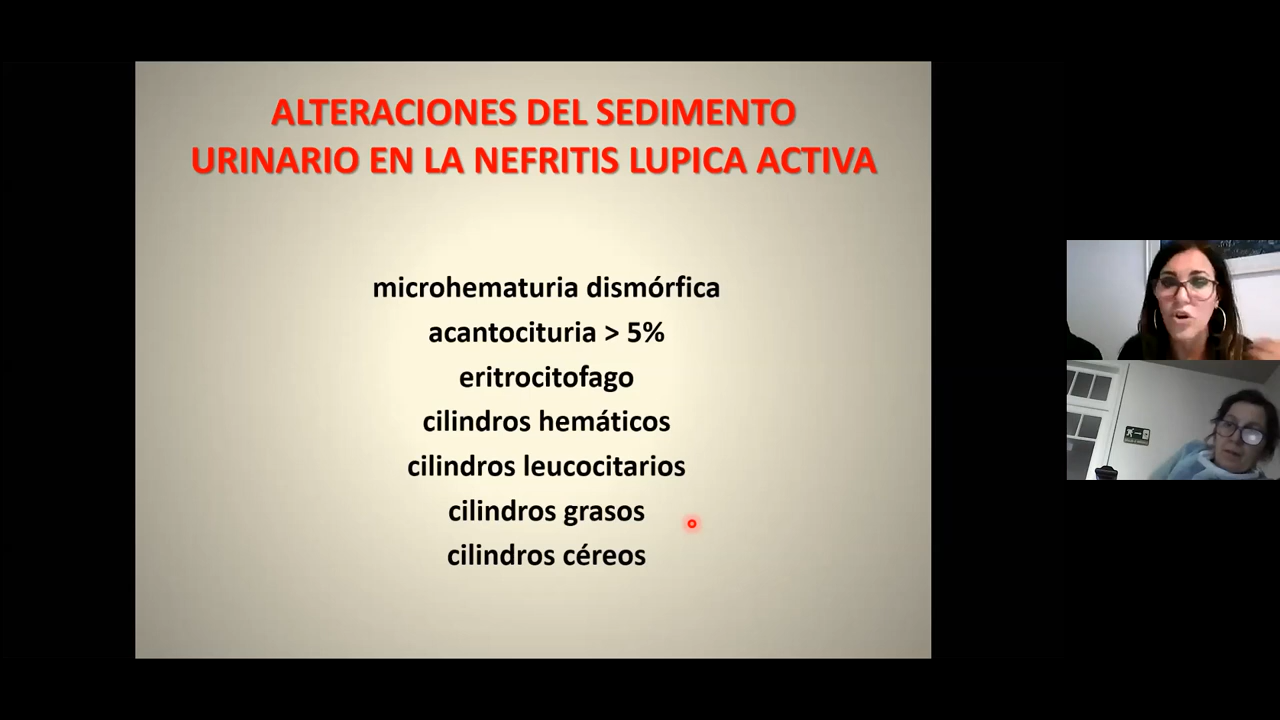 ALTERACIONES DEL SEDIMENTO
URINARIO EN LA NEFRITIS LUPICA ACTIVA
microhematuria dismórfica
acantocituria > 5%
eritrocitofago
cilindros hemáticos
cilindros leucocitarios
cilindros grasos
cilindros céreos